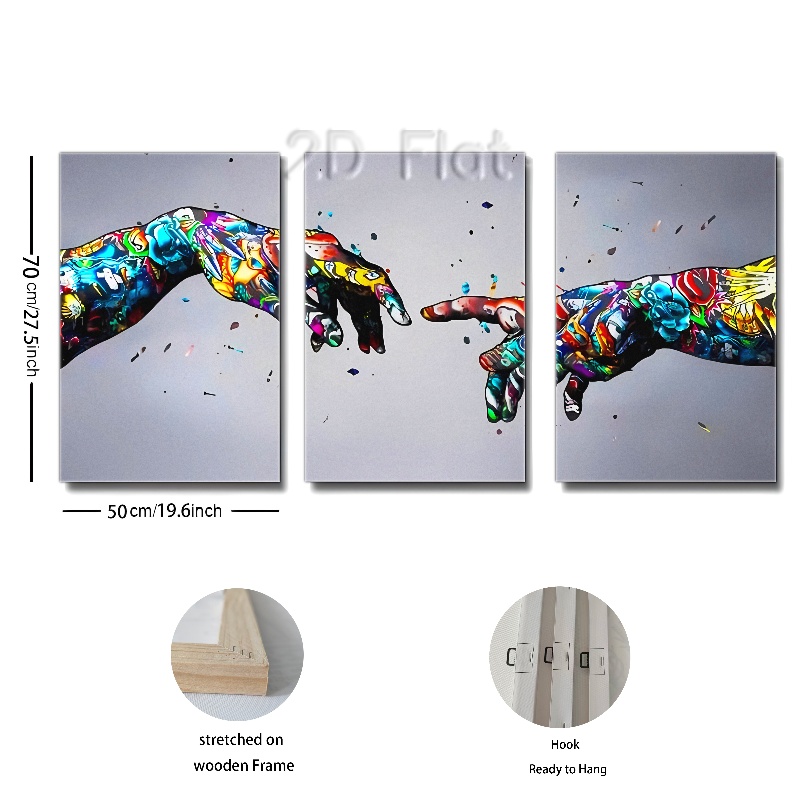 2D Flat
70cm/27.5inch
50cm/19.6inch
stretched on
wooden Frame
Hook
Ready to Hang